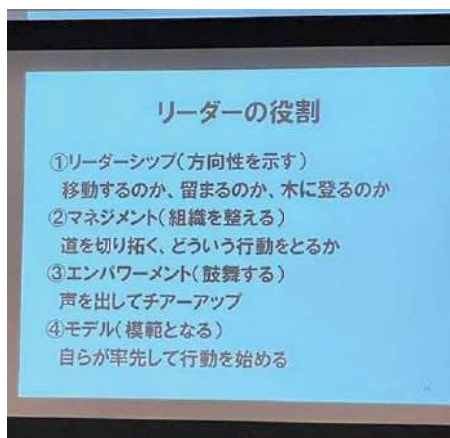 リーダーの役割
①リーダーシップ(方向性を示す)
移動するのか、留まるのか、木に登るのか
②マネジメント(組織を整える)
道を切り拓く、どういう行動をとるか
③エンパワーメント(鼓舞する)
声を出してチアーアップ
④モデル(模範となる)
自らが率先して行動を始める